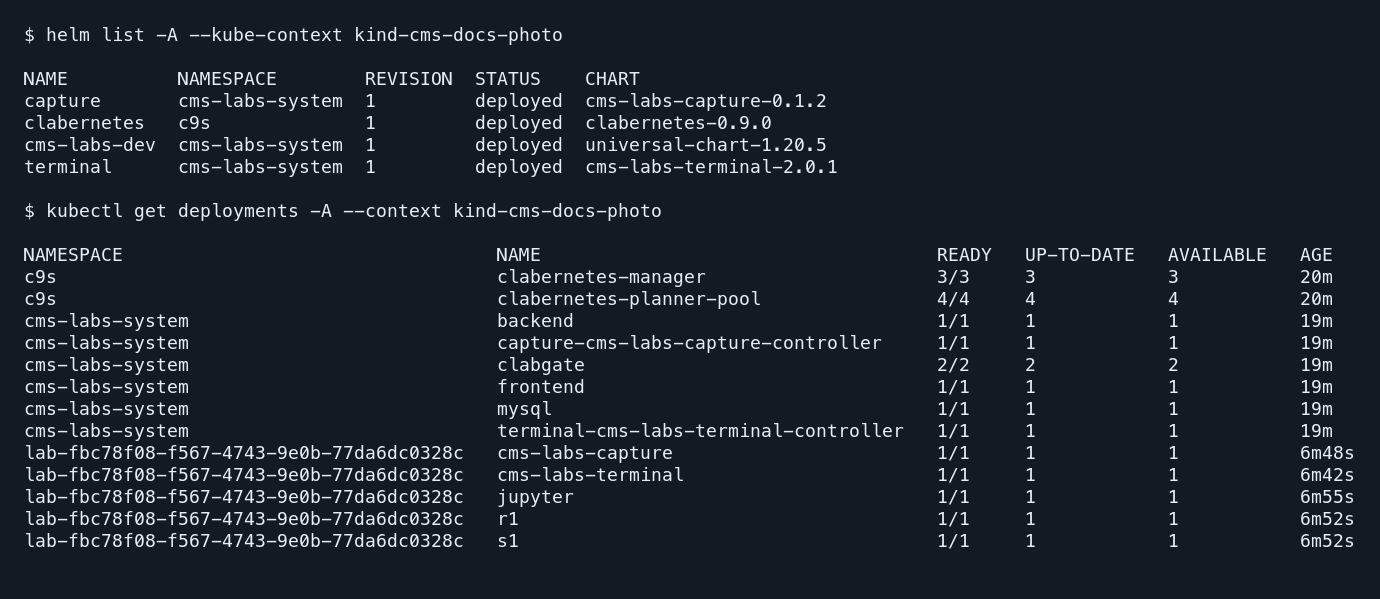 $ helm list -A --kube-context kind-cms-docs-photo
NAME NAMESPACE REVISION STATUS CHART
capture cms-labs-system 1 deployed cms-labs-capture-0.1.2
clabernetes c9s 1 deployed clabernetes-0.9.0
cms-labs-dev cms-labs-system 1 deployed universal-chart-1.20.5
terminal cms-labs-system 1 deployed cms-labs-terminal-2.0.1
$ kubectl get deployments -A --context kind-cms-docs-photo
NAMESPACE NAME READY UP-TO-DATE AVAILABLE AGE
c9s clabernetes-manager 3/3 3 3 20m
c9s clabernetes-planner-pool 4/4 4 4 20m
cms-labs-system backend 1/1 1 1 19m
cms-labs-system capture-cms-labs-capture-controller 1/1 1 1 19m
cms-labs-system clabgate 2/2 2 2 19m
cms-labs-system frontend 1/1 1 1 19m
cms-labs-system mysql 1/1 1 1 19m
cms-labs-system terminal-cms-labs-terminal-controller 1/1 1 1 19m
lab-fbc78f08-f567-4743-9e0b-77da6dc0328c cms-labs-capture 1/1 1 1 6m48s
lab-fbc78f08-f567-4743-9e0b-77da6dc0328c cms-labs-terminal 1/1 1 1 6m42s
lab-fbc78f08-f567-4743-9e0b-77da6dc0328c jupyter 1/1 1 1 6m55s
lab-fbc78f08-f567-4743-9e0b-77da6dc0328c r1 1/1 1 1 6m52s
lab-fbc78f08-f567-4743-9e0b-77da6dc0328c s1 1/1 1 1 6m52s